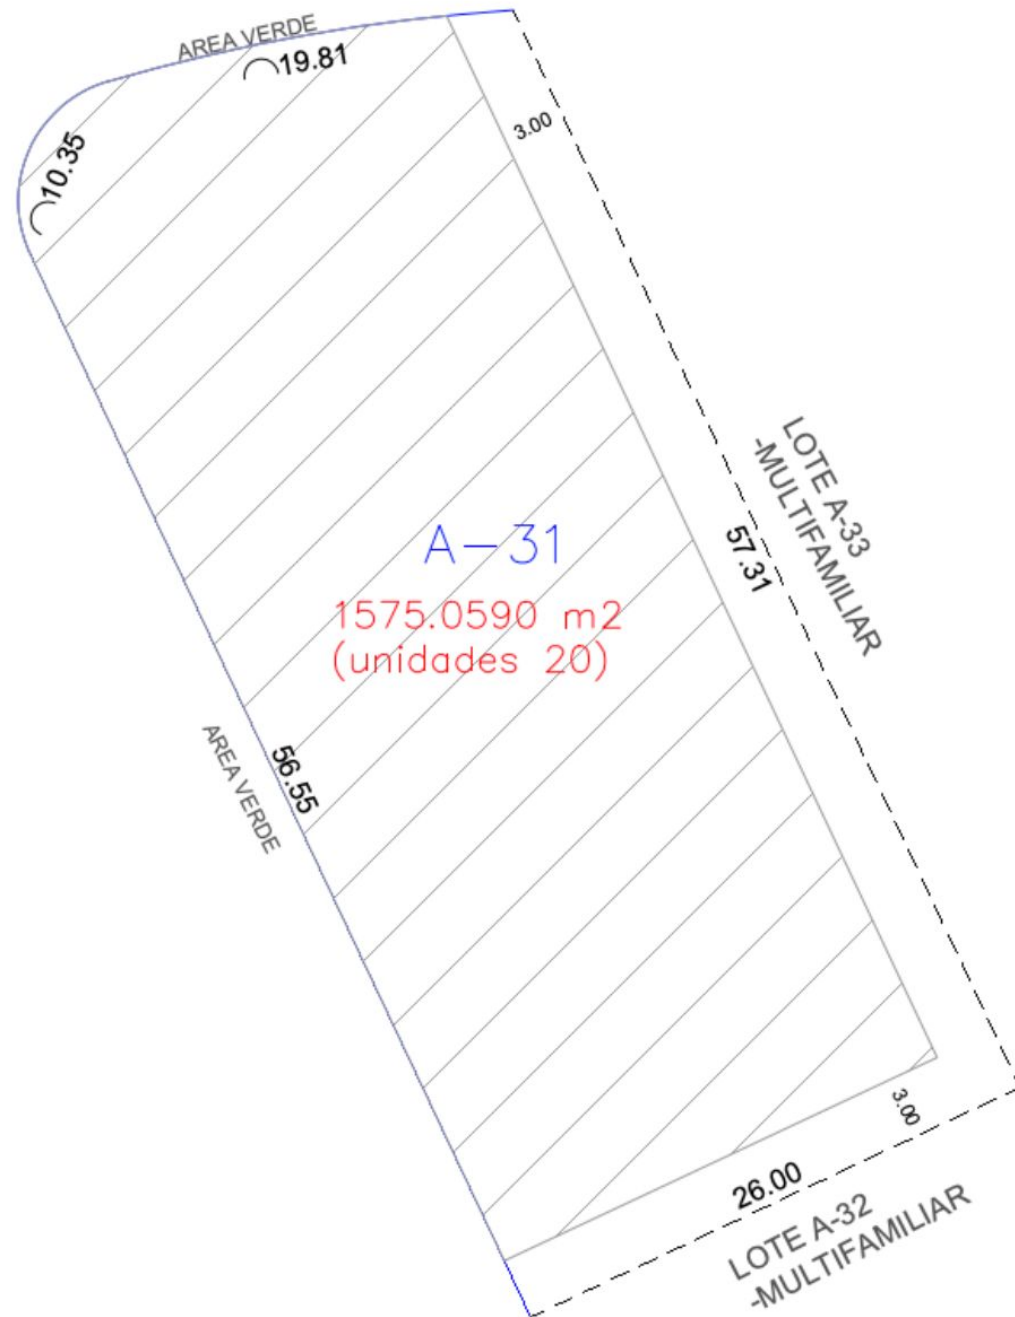 AREA VERDE
19.81
10.35
3.00
LOTE A-33
-MULTIFAMILIAR
57.31
A-31
1575.0590 m2
(unidades 20)
56.55
AREA VERDE
3.00
26.00
LOTE A-32
-MULTIFAMILIAR